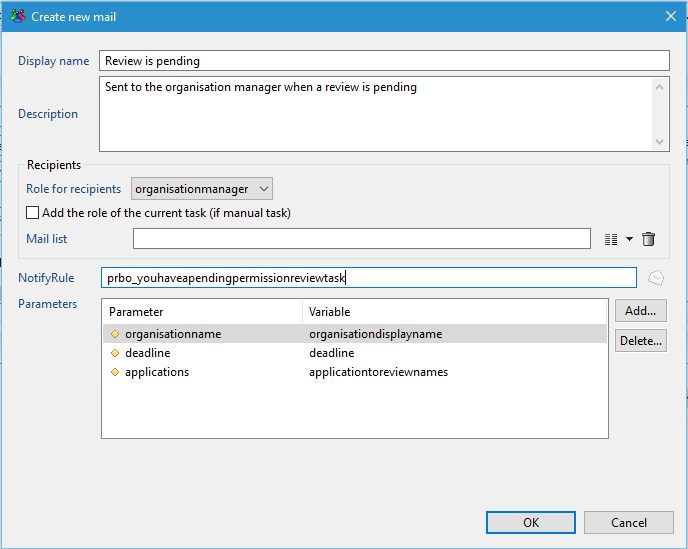 Create new mail
Display name Review is pending
Description Sent to the organisation manager when a review is pending
Recipients
Role for recipients organisationmanager
Add the role of the current task (if manual task)
Mail list
NotifyRule prbo_youhaveapendingpermissionreviewtask
Parameters
Parameter Variable
organisationname organisationdisplayname
deadline deadline
applications applicationtoreviewnames
Add...
Delete...
OK Cancel